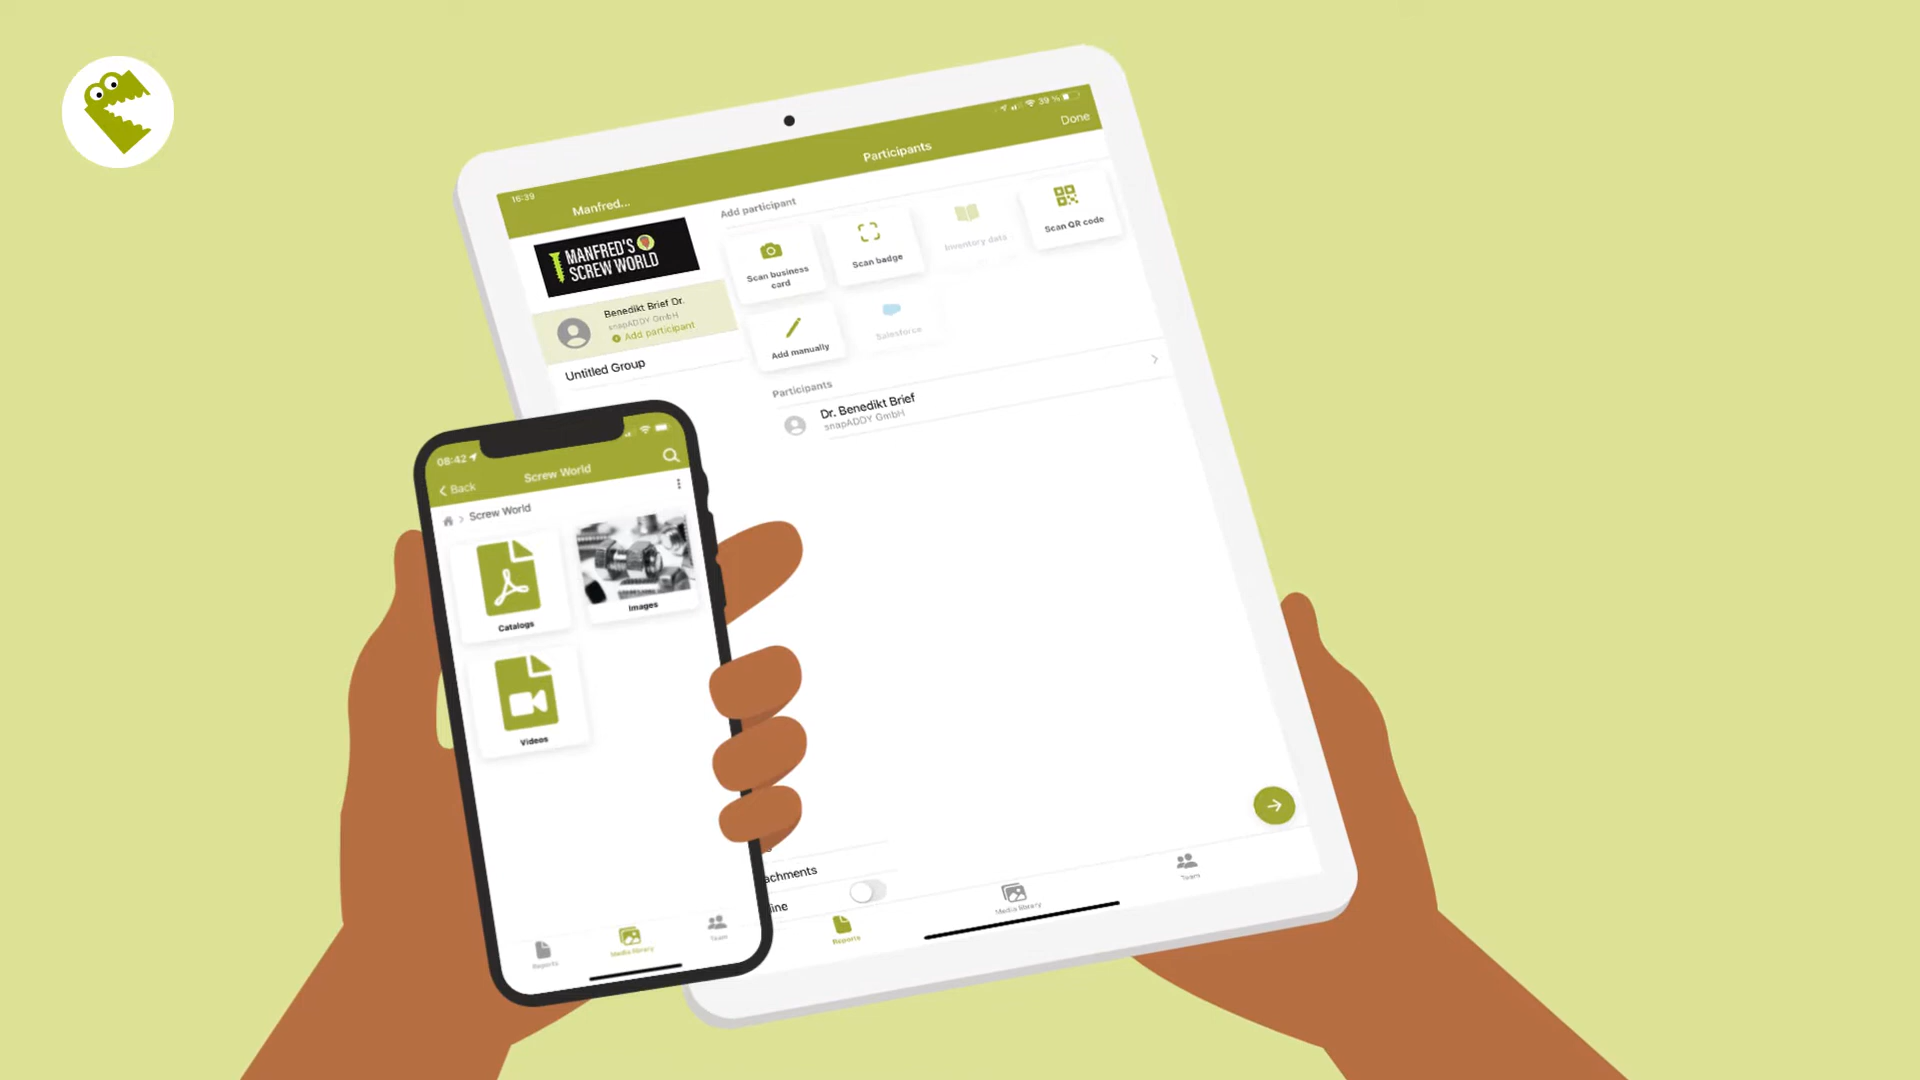 16:39
39 %
Manfred...
Participants
Done
MANFRED'S
SCREW WORLD
Benedikt Brief Dr.
snapADDY GmbH
Add participant
Untitled Group
Add participant
Scan business
card
Scan badge
Inventory data
Scan QR code
Add manually
Salesforce
Participants
Dr. Benedikt Brief
snapADDY GmbH
achments
ine
Reports
Media library
Team
08:42
Back
Screw World
Screw World
Catalogs
Images
Videos
Reports
Media library
Team